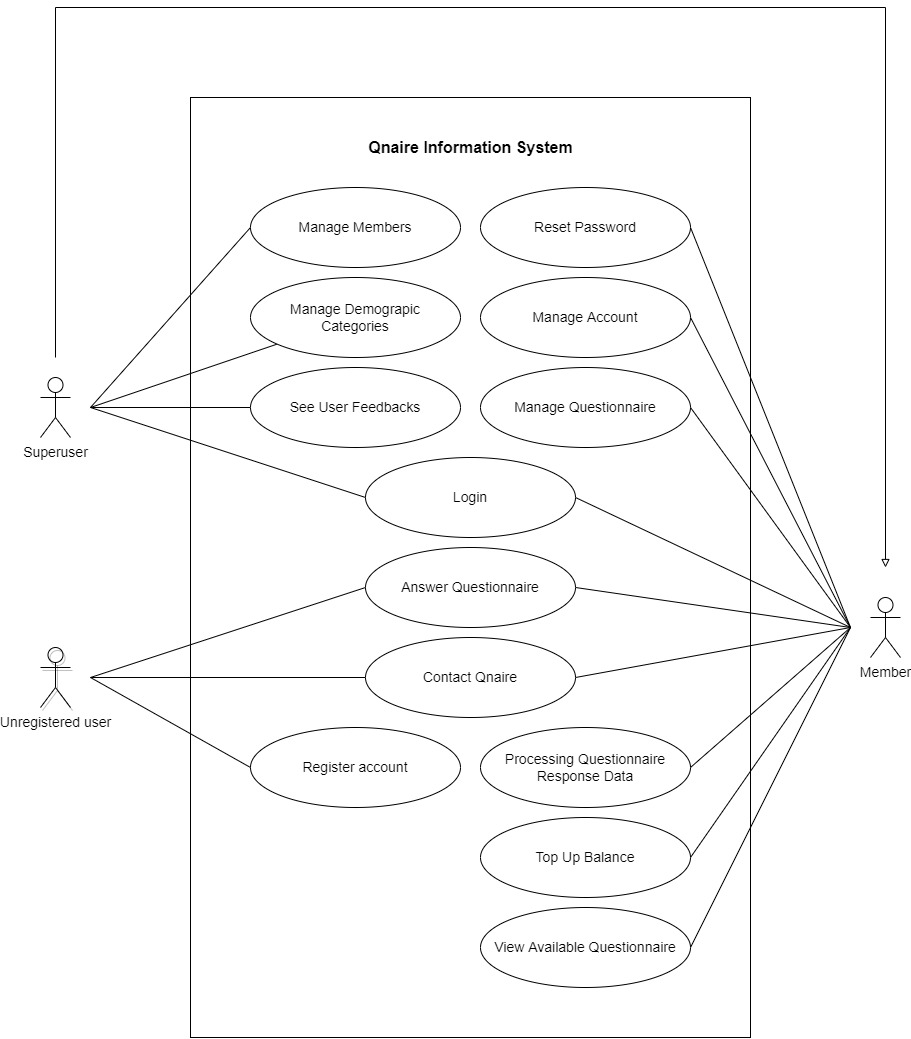 Qnaire Information System
Manage Members
Reset Password
Manage Demograpic
Categories
Manage Account
See User Feedbacks
Manage Questionnaire
Superuser
Login
Answer Questionnaire
Contact Qnaire
Member
Unregistered user
Register account
Processing Questionnaire
Response Data
Top Up Balance
View Available Questionnaire